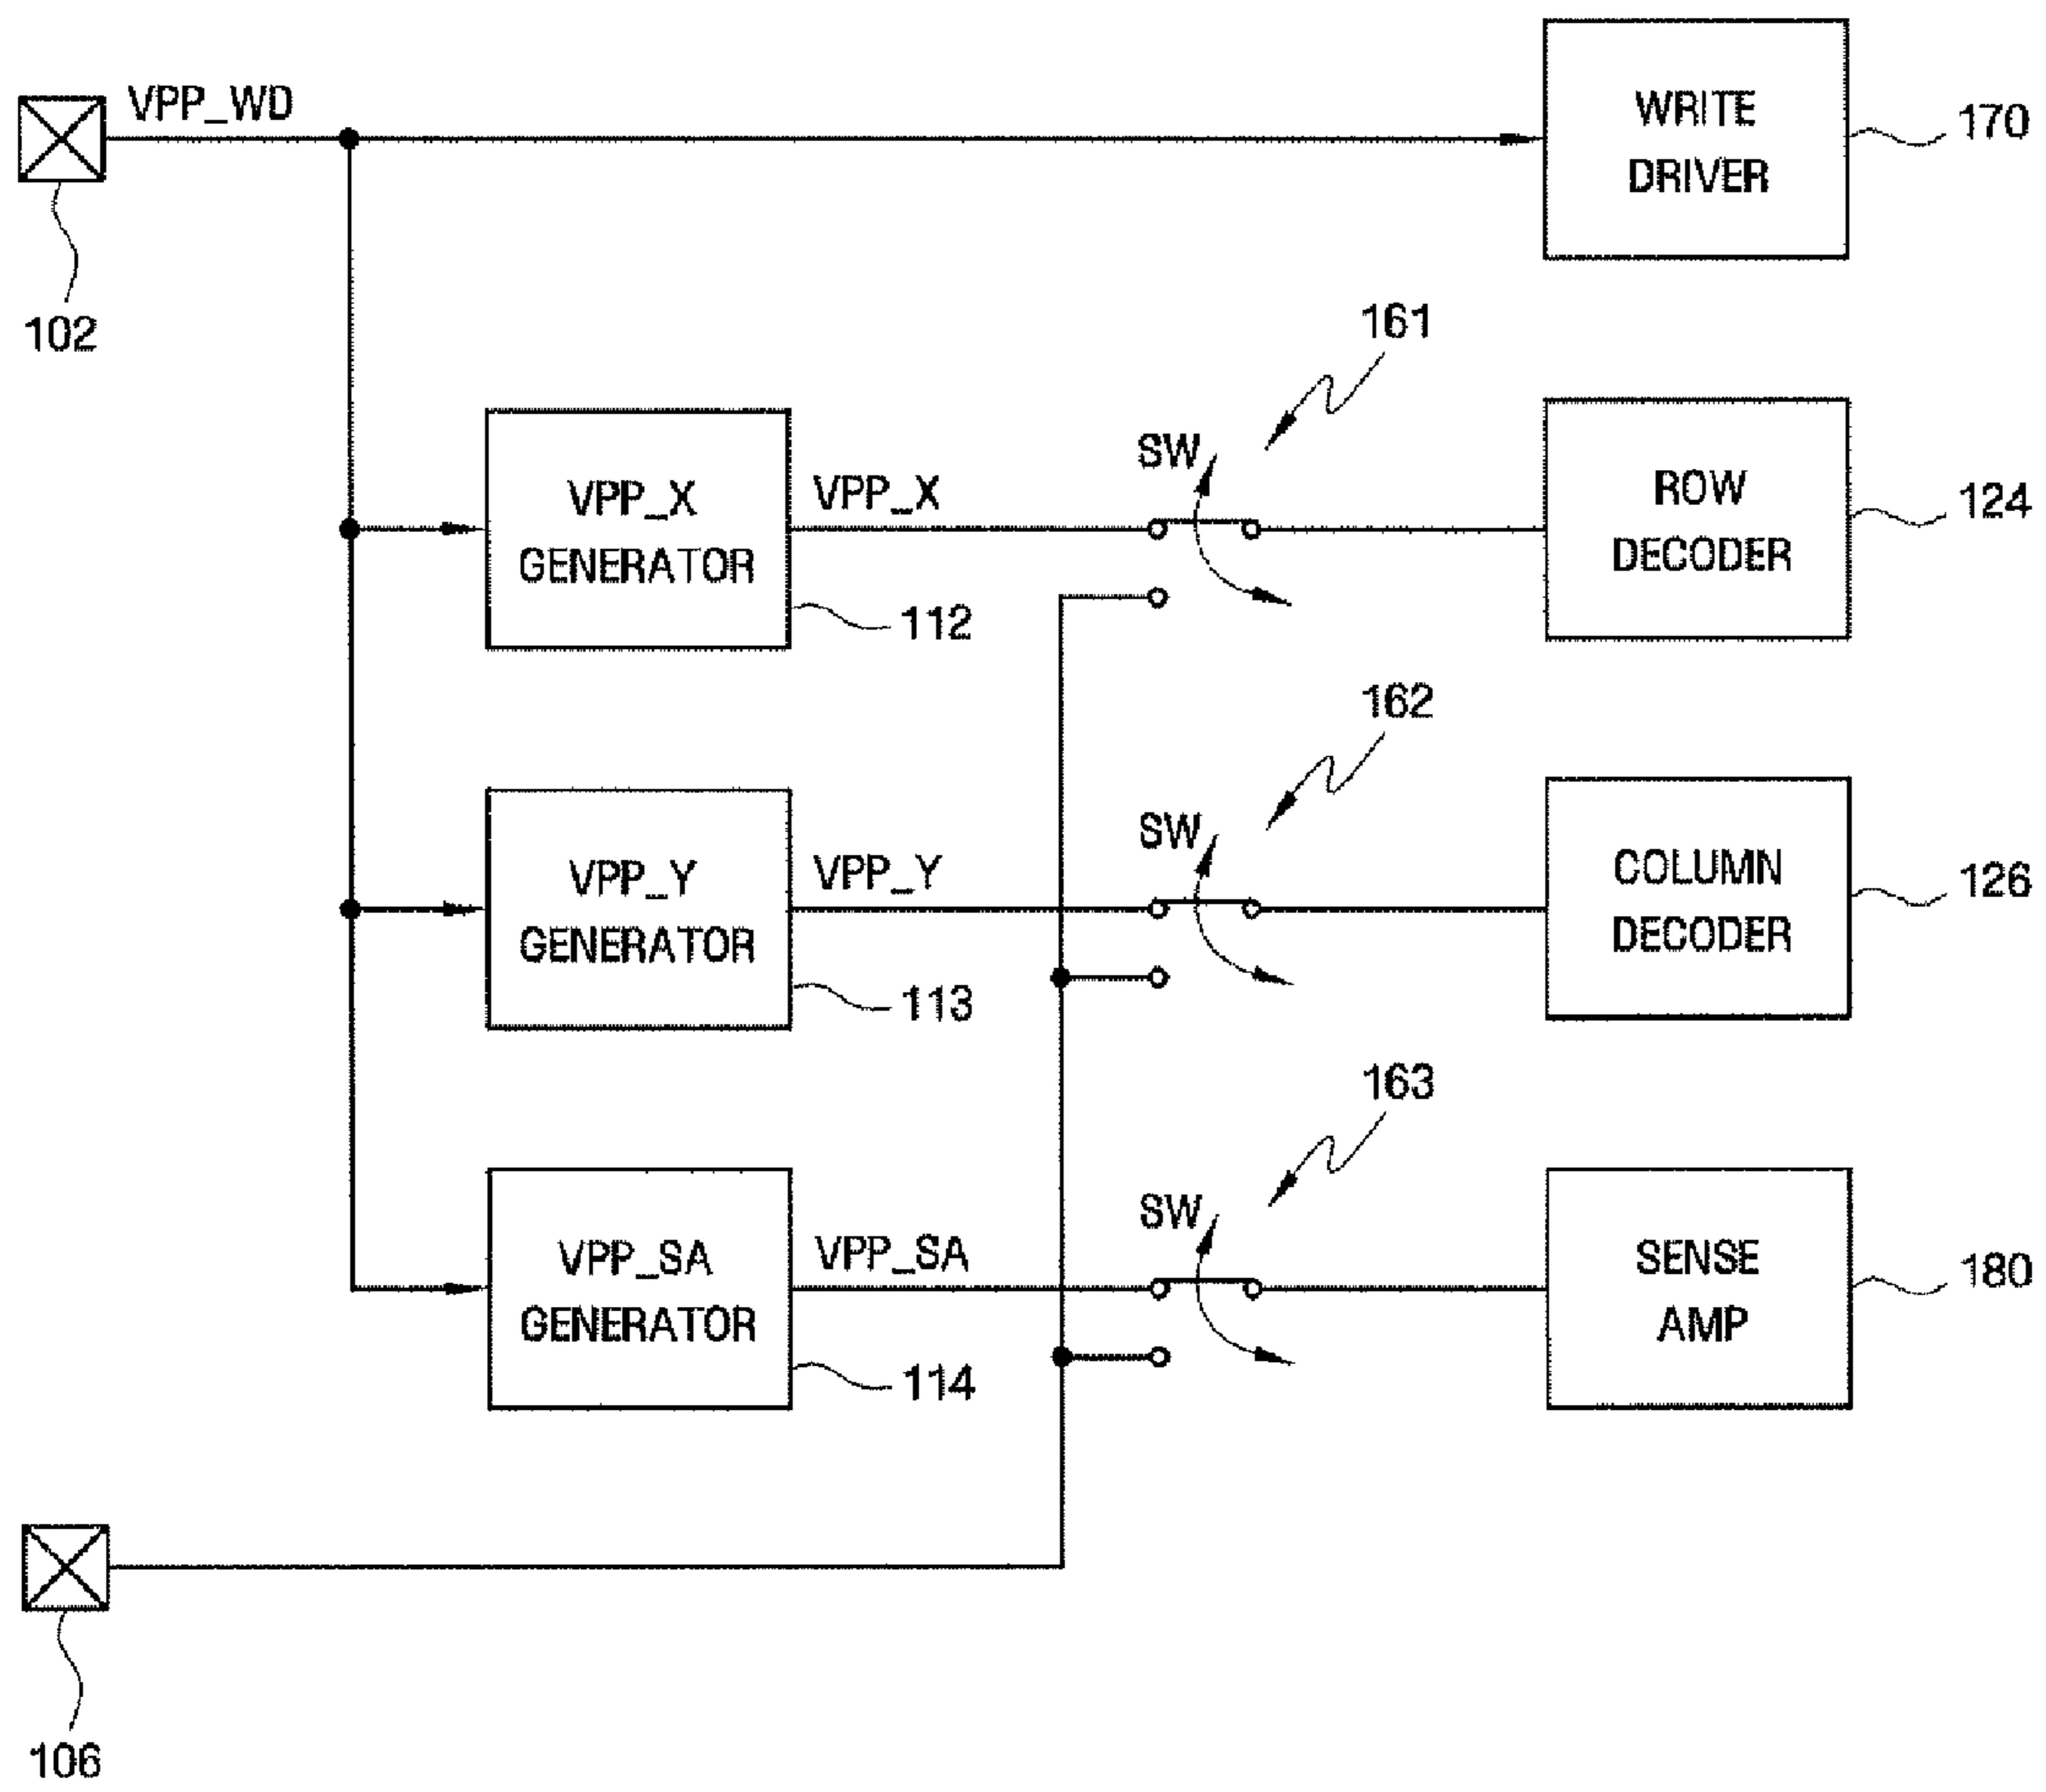 VPP_WD
WRITE
DRIVER
170
102
161
SW
VPP_X
GENERATOR
VPP_X
ROW
DECODER
124
112
162
SW
VPP_Y
GENERATOR
VPP_Y
COLUMN
DECODER
126
113
163
SW
VPP_SA
GENERATOR
VPP_SA
SENSE
AMP
180
114
106